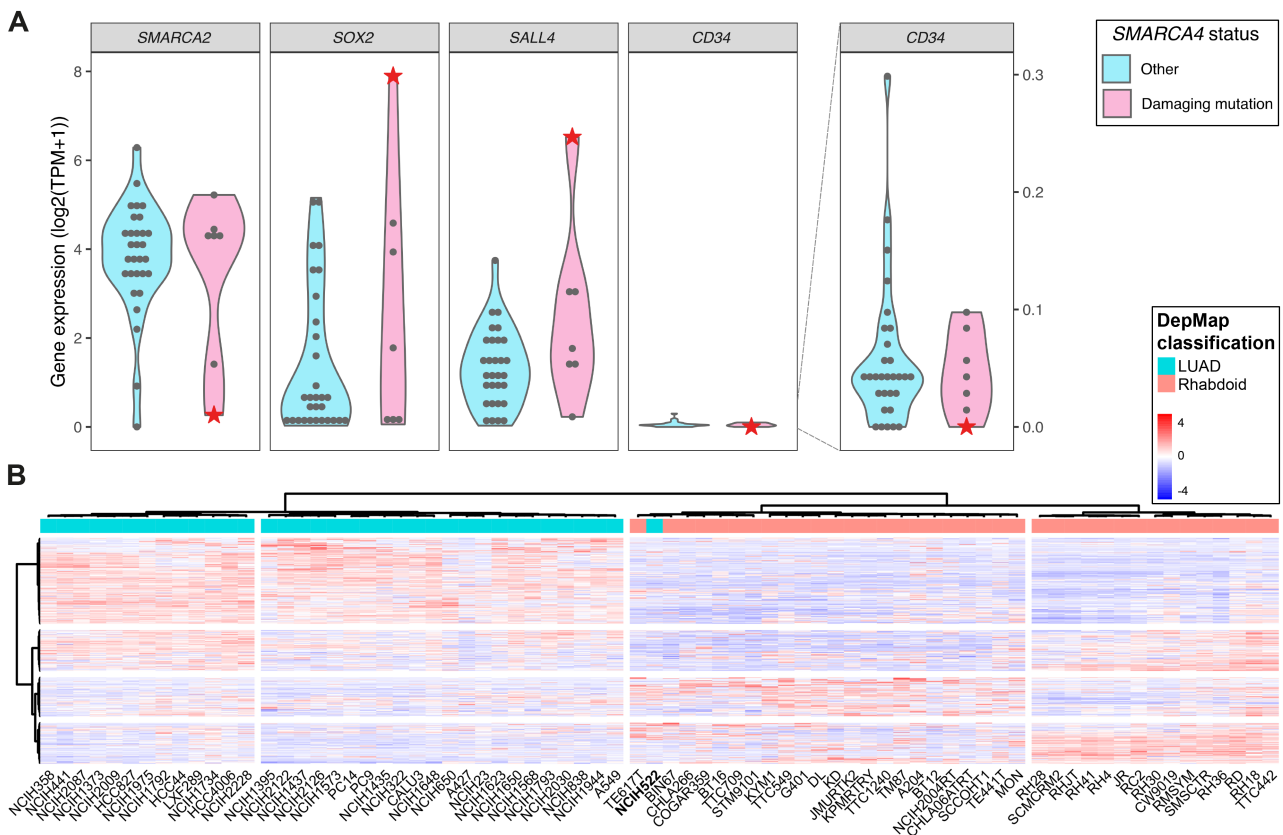 A
SMARCA2
SOX2
SALL4
CD34
CD34
SMARCA4 status
Other
Damaging mutation
Gene expression (log2(TPM+1))
8
6
4
2
0
0.3
0.2
0.1
0.0
DepMap
classification
LUAD
Rhabdoid
4
0
-4
B
NCIH358
NCIH441
NCIH2087
NCIH1373
NCIH2009
HCC827
NCIH1975
NCIH1792
HCC44
LXF289
NCIH1734
HCC4006
NCIH2228
NCIH1395
NCIH2122
NCIH1437
NCIH2126
NCIH1573
PC14
PC9
NCIH1435
NCIH322
CALU3
NCIH1648
NCIH650
A427
NCIH23
NCIH1623
NCIH1650
NCIH1568
NCIH1793
NCIH2030
NCIH838
NCIH1944
A549
TE617T
NCIH522
BIN67
CHLA266
COGAR359
BT16
TTC709
STM9101
KYM1
TTC549
G401
DL
KD
JMURTK2
KPMRTRY
TTC1240
TM87
A204
BT12
NCIH2004RT
CHLA06ATRT
SCCOHT1
TE441T
MON
RH28
SCMCRM2
RHJT
RH41
RH4
JR
RC2
RH30
CW9019
RMSYM
SMSCTR
RH36
RD
RH18
TTC442